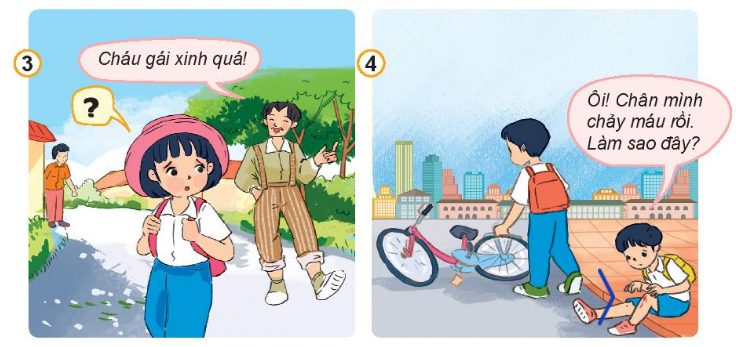 3
Cháu gái xinh quá!
?
4
Ôi! Chân mình
chảy máu rồi.
Làm sao đây?